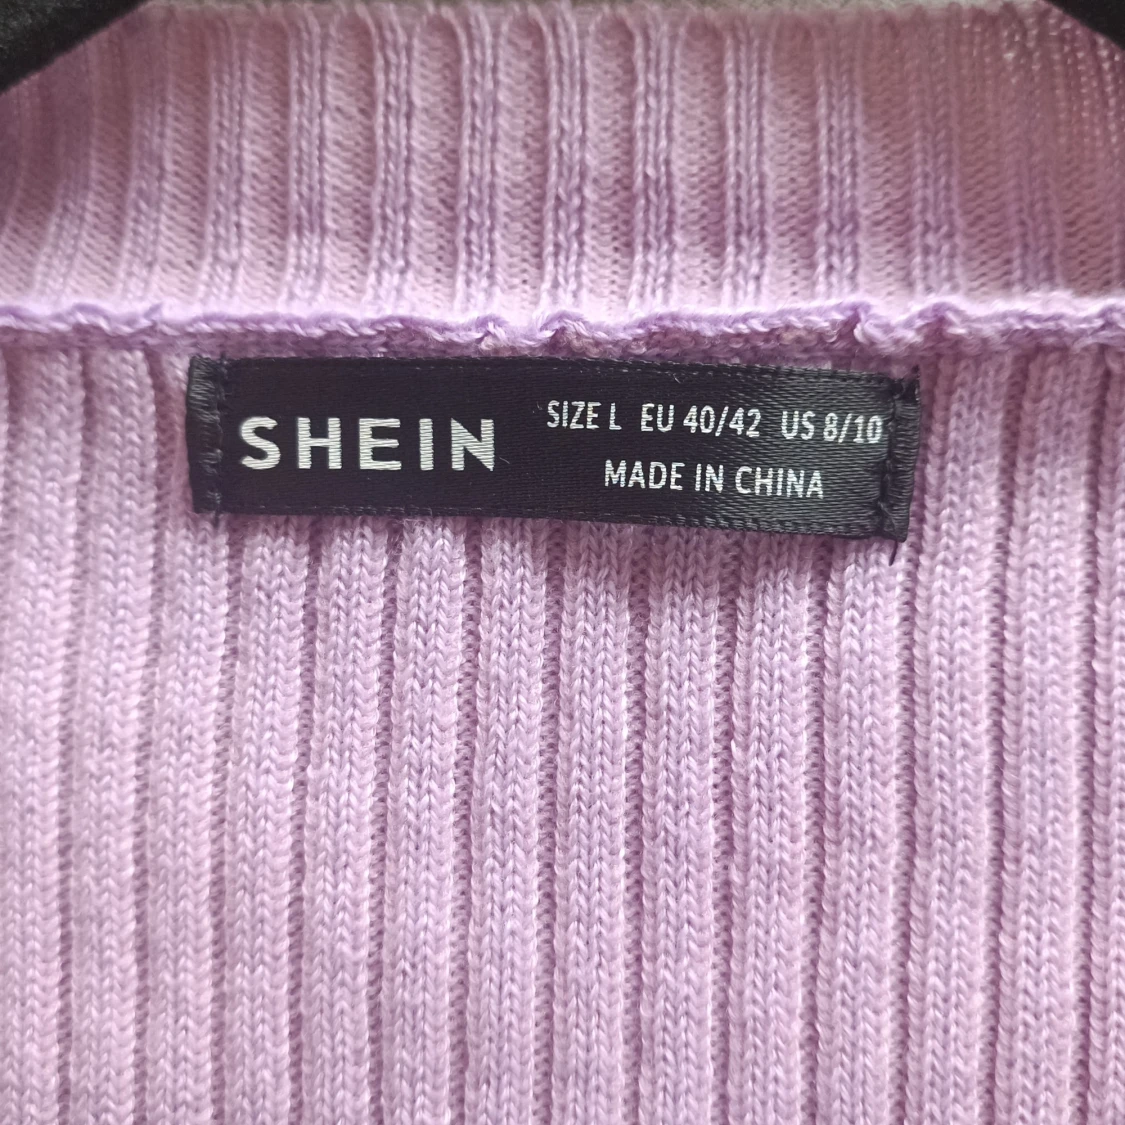 SHEIN
SIZE L EU 40/42 US 8/10
MADE IN CHINA